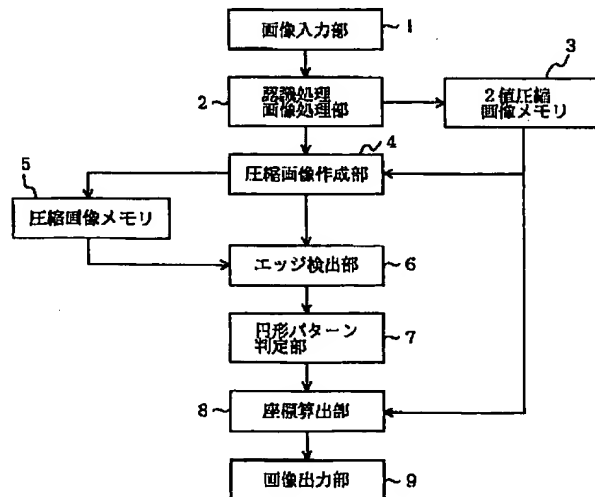 画像入力部
1
認識処理
画像処理部
2
2値圧縮
画像メモリ
3
圧縮画像作成部
4
圧縮画像メモリ
5
エッジ検出部
6
円形パターン
判定部
7
座標算出部
8
画像出力部
9